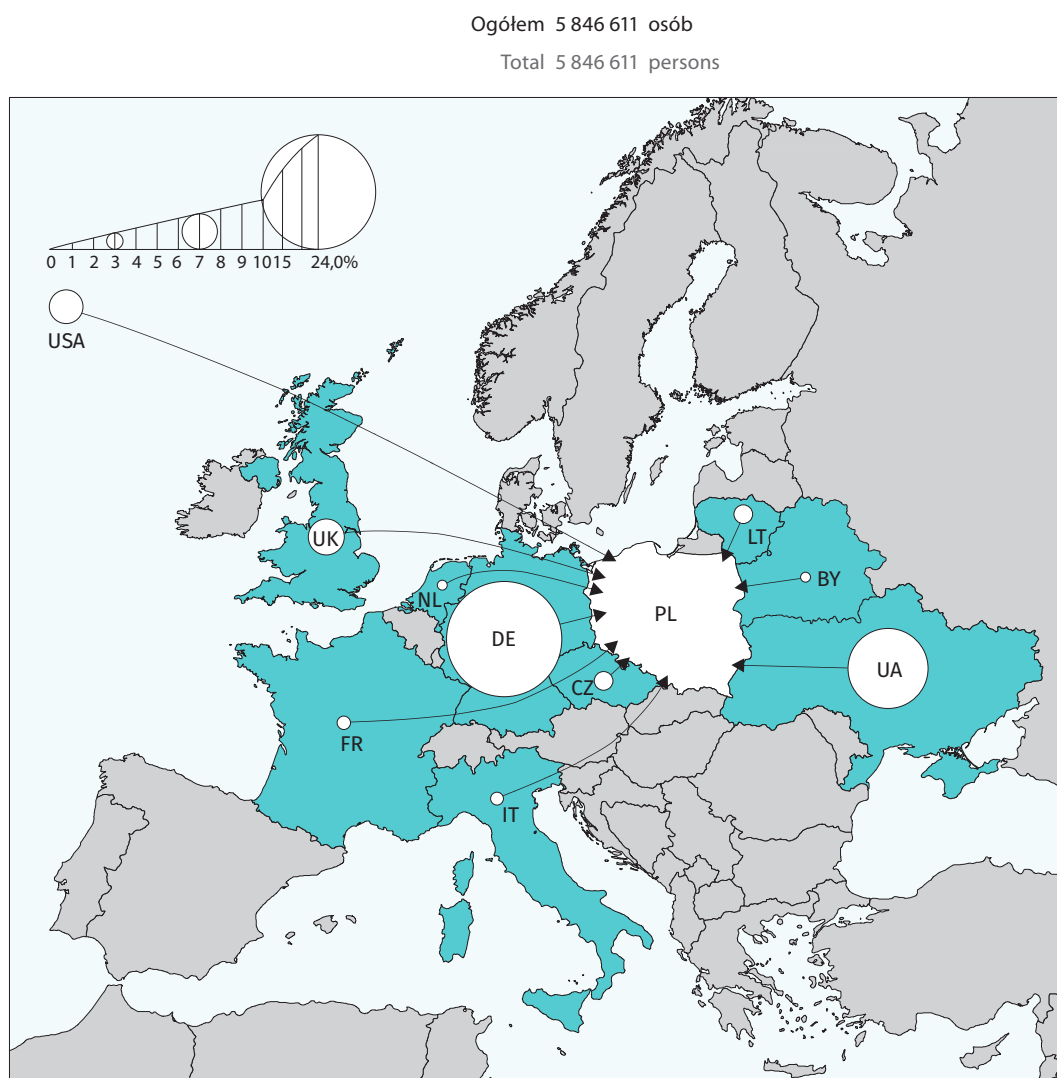 Ogółem 5 846 611 osób
Total 5 846 611 persons
0 1 2 3 4 5 6 7 8 9 10 15 24,0%
USA
UK
LT
BY
NL
PL
DE
UA
CZ
FR
IT